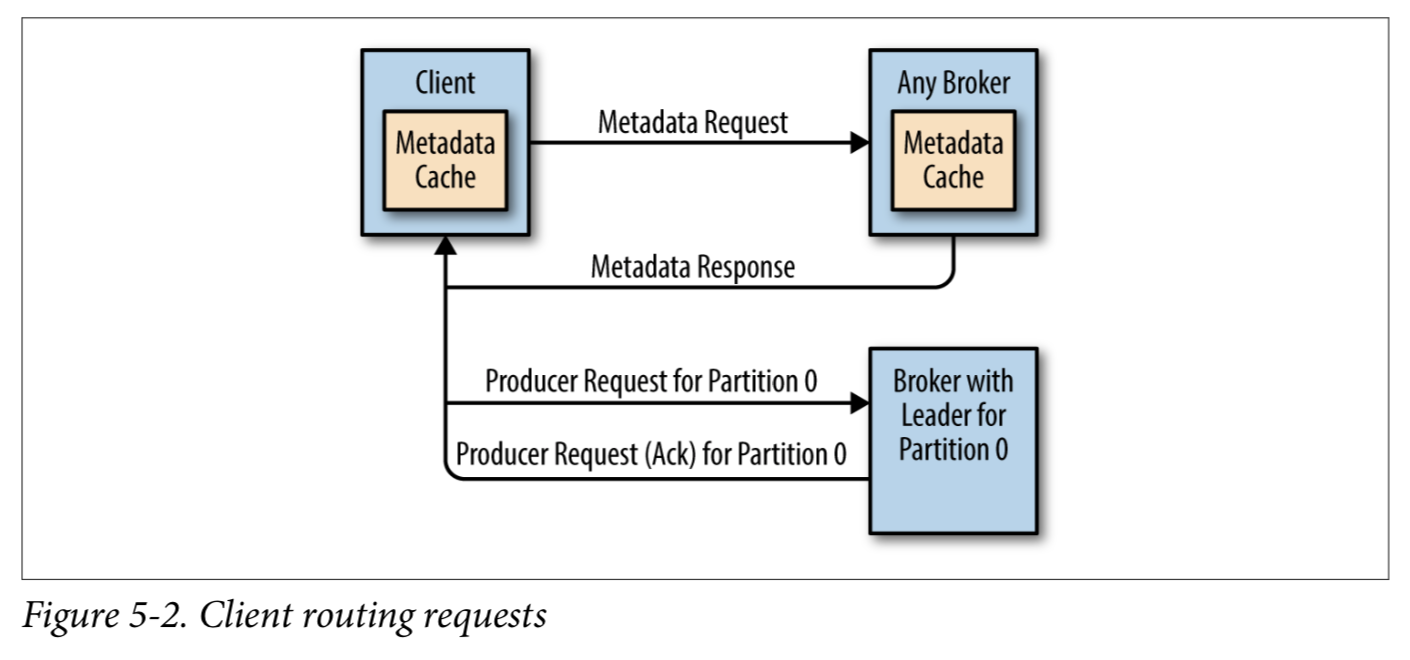 Client
Metadata
Cache
Metadata Request
Any Broker
Metadata
Cache
Metadata Response
Producer Request for Partition 0
Producer Request (Ack) for Partition 0
Broker with
Leader for
Partition 0
Figure 5-2. Client routing requests